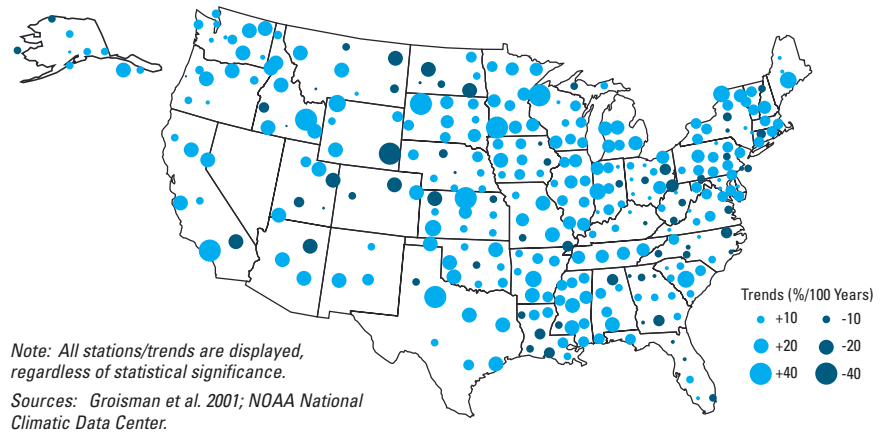 Trends (%/100 Years)
+10 -10
+20 -20
+40 -40
Note: All stations/trends are displayed,
regardless of statistical significance.
Sources: Groisman et al. 2001; NOAA National
Climatic Data Center.